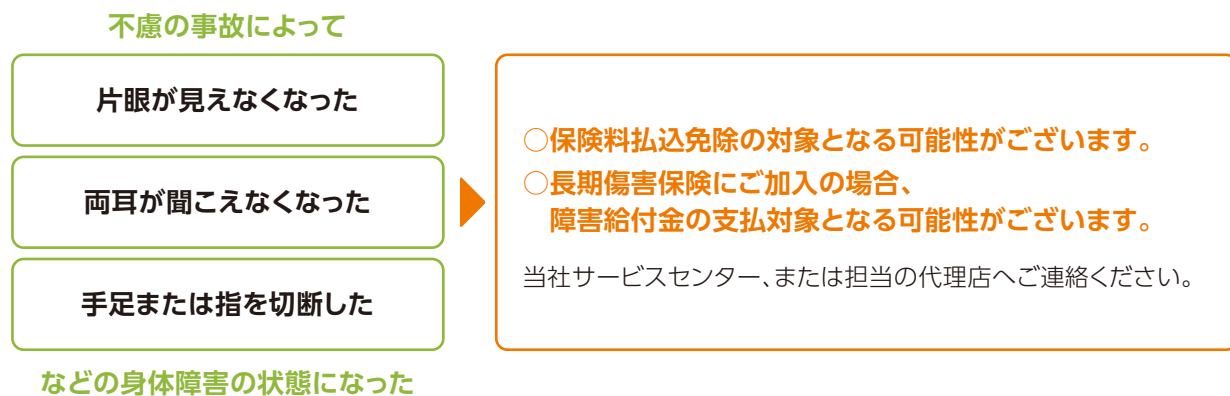 不慮の事故によって
片眼が見えなくなった
両耳が聞こえなくなった
手足または指を切断した
などの身体障害の状態になった
○保険料払込免除の対象となる可能性がございます。
○長期傷害保険にご加入の場合、
障害給付金の支払対象となる可能性がございます。
当社サービスセンター、または担当の代理店へご連絡ください。